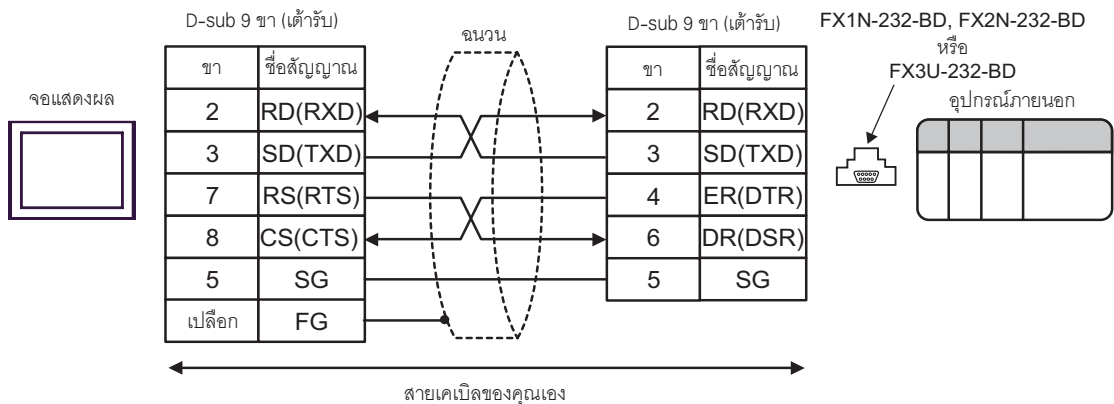 D-sub 9 ขา (เต้ารับ)
ฉนวน
D-sub 9 ขา (เต้ารับ)
FX1N-232-BD, FX2N-232-BD
หรือ
FX3U-232-BD
จอแสดงผล
อุปกรณ์ภายนอก
ขา ชื่อสัญญาณ
2 RD(RXD)
3 SD(TXD)
7 RS(RTS)
8 CS(CTS)
5 SG
เปลือก FG
ขา ชื่อสัญญาณ
2 RD(RXD)
3 SD(TXD)
4 ER(DTR)
6 DR(DSR)
5 SG
สายเคเบิลของคุณเอง